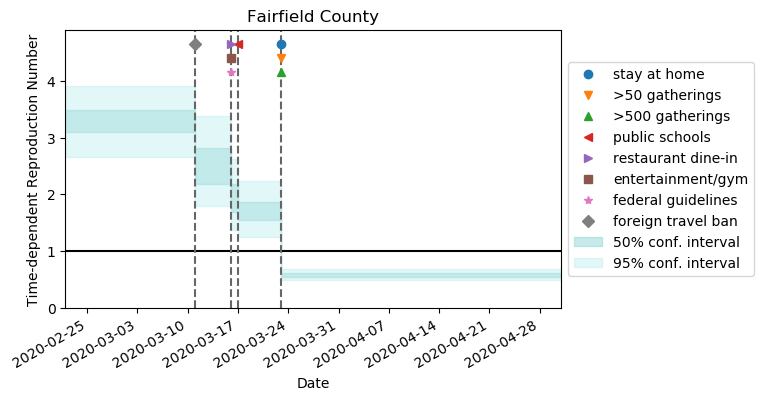 Fairfield County
Time-dependent Reproduction Number
4
3
2
1
0
2020-02-25
2020-03-03
2020-03-10
2020-03-17
2020-03-24
2020-03-31
2020-04-07
2020-04-14
2020-04-21
2020-04-28
Date
stay at home
>50 gatherings
>500 gatherings
public schools
restaurant dine-in
entertainment/gym
federal guidelines
foreign travel ban
50% conf. interval
95% conf. interval